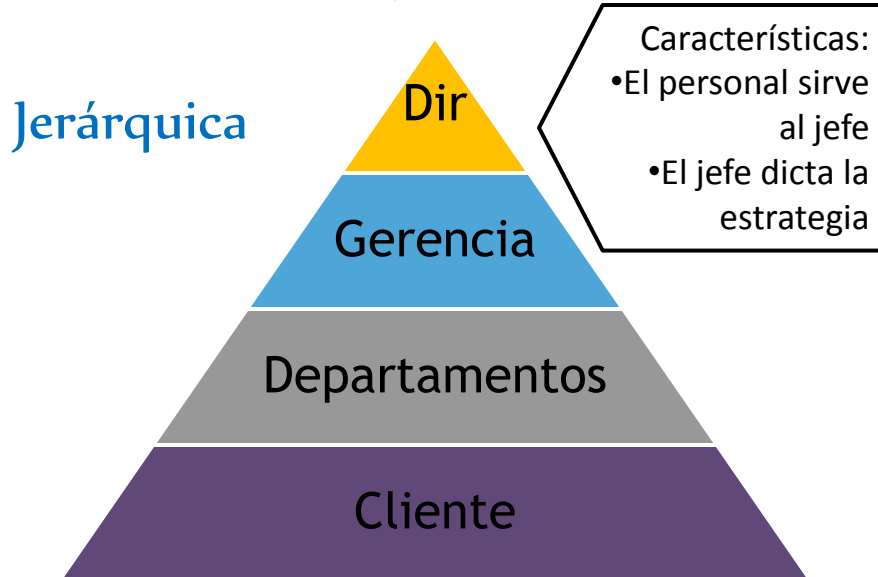 Jerárquica
Dir
Gerencia
Departamentos
Cliente
Características:
•El personal sirve
al jefe
•El jefe dicta la
estrategia